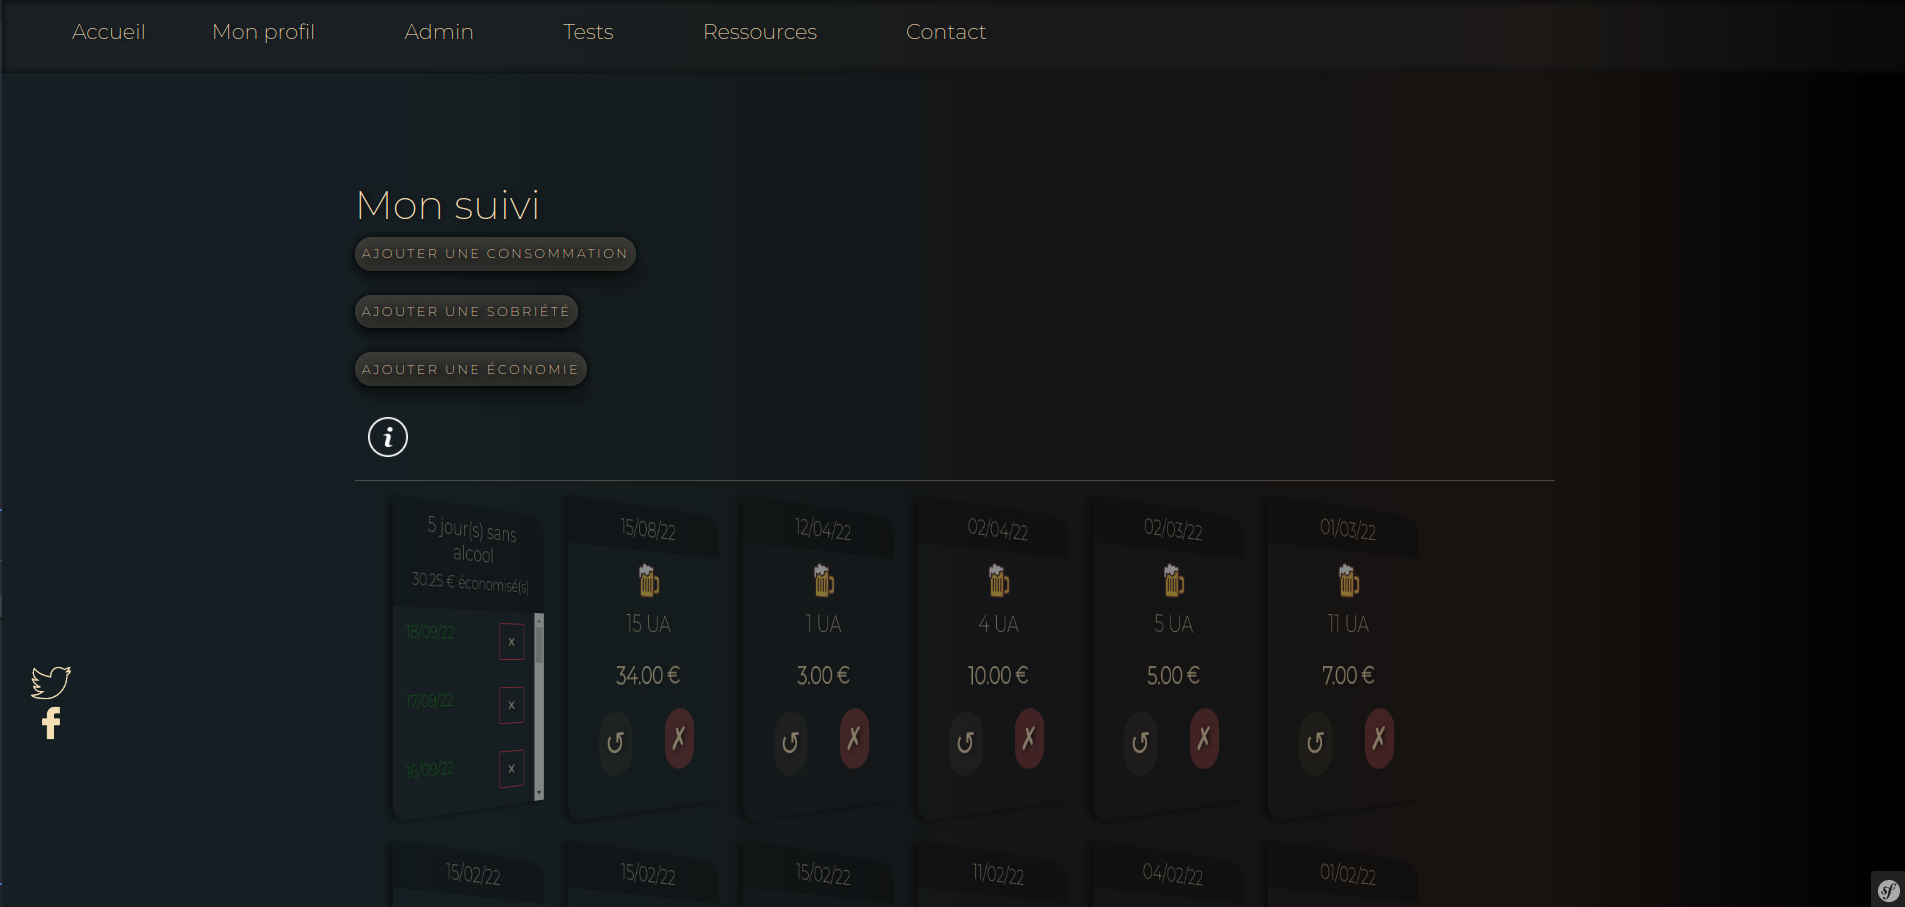 Accueil Mon profil Admin Tests Ressources Contact
Mon suivi
AJOUTER UNE CONSOMMATION
AJOUTER UNE SOBRIÉTÉ
AJOUTER UNE ÉCONOMIE
i
5 jour(s) sans
alcool
30.25 € économisé(s)
18/09/22 x
17/09/22 x
16/09/22 x
15/08/22
15 UA
34.00 €
↺ ✗
12/04/22
1 UA
3.00 €
↺ ✗
02/04/22
4 UA
10.00 €
↺ ✗
02/03/22
5 UA
5.00 €
↺ ✗
01/03/22
11 UA
7.00 €
↺ ✗
15/02/22 15/02/22 15/02/22 11/02/22 04/02/22 01/02/22
f
sf